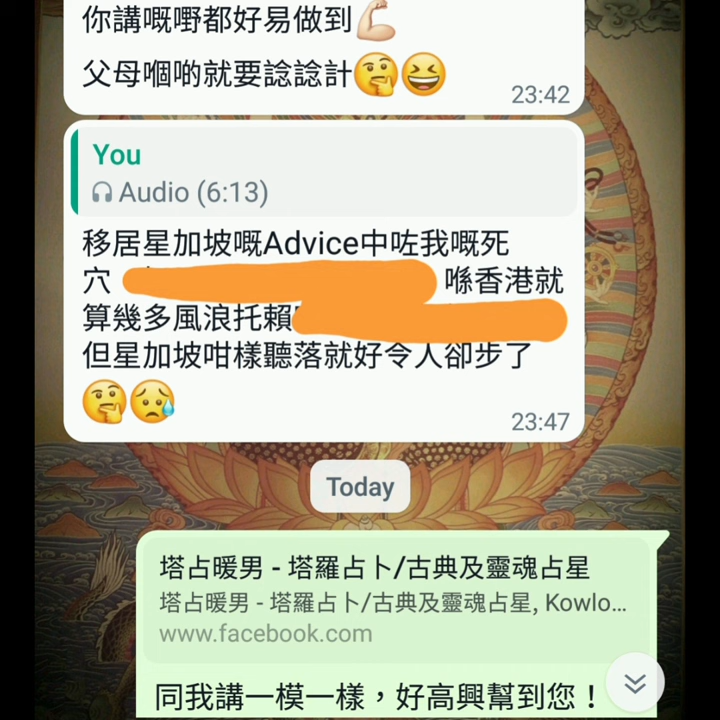 你講嘅嘢都好易做到💪🏻
父母嗰啲就要諗諗計🤔😆
23:42
You
Audio (6:13)
移居星加坡嘅Advice中咗我嘅死
穴 喺香港就
算幾多風浪托賴
但星加坡咁樣聽落就好令人卻步了
🤔😥
23:47
Today
塔占暖男 - 塔羅占卜/古典及靈魂占星
塔占暖男 - 塔羅占卜/古典及靈魂占星, Kowlo...
www.facebook.com
同我講一模一樣，好高興幫到您！